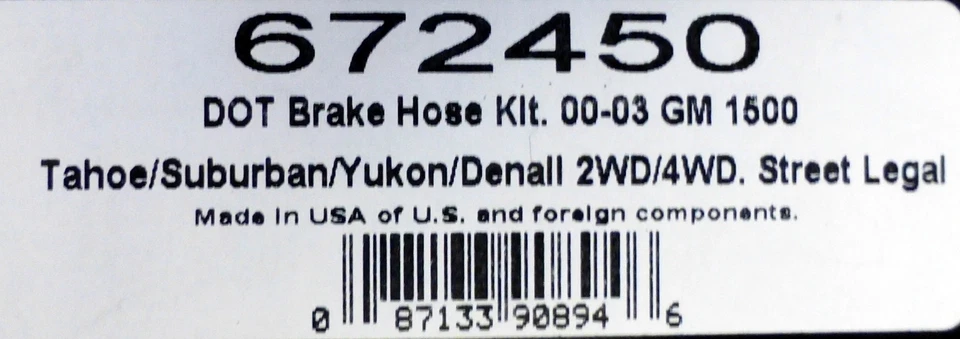 672450
DOT Brake Hose Kit. 00-03 GM 1500
Tahoe/Suburban/Yukon/Denali 2WD/4WD. Street Legal
Made in USA of U.S. and foreign components.
0 87133 90894 6